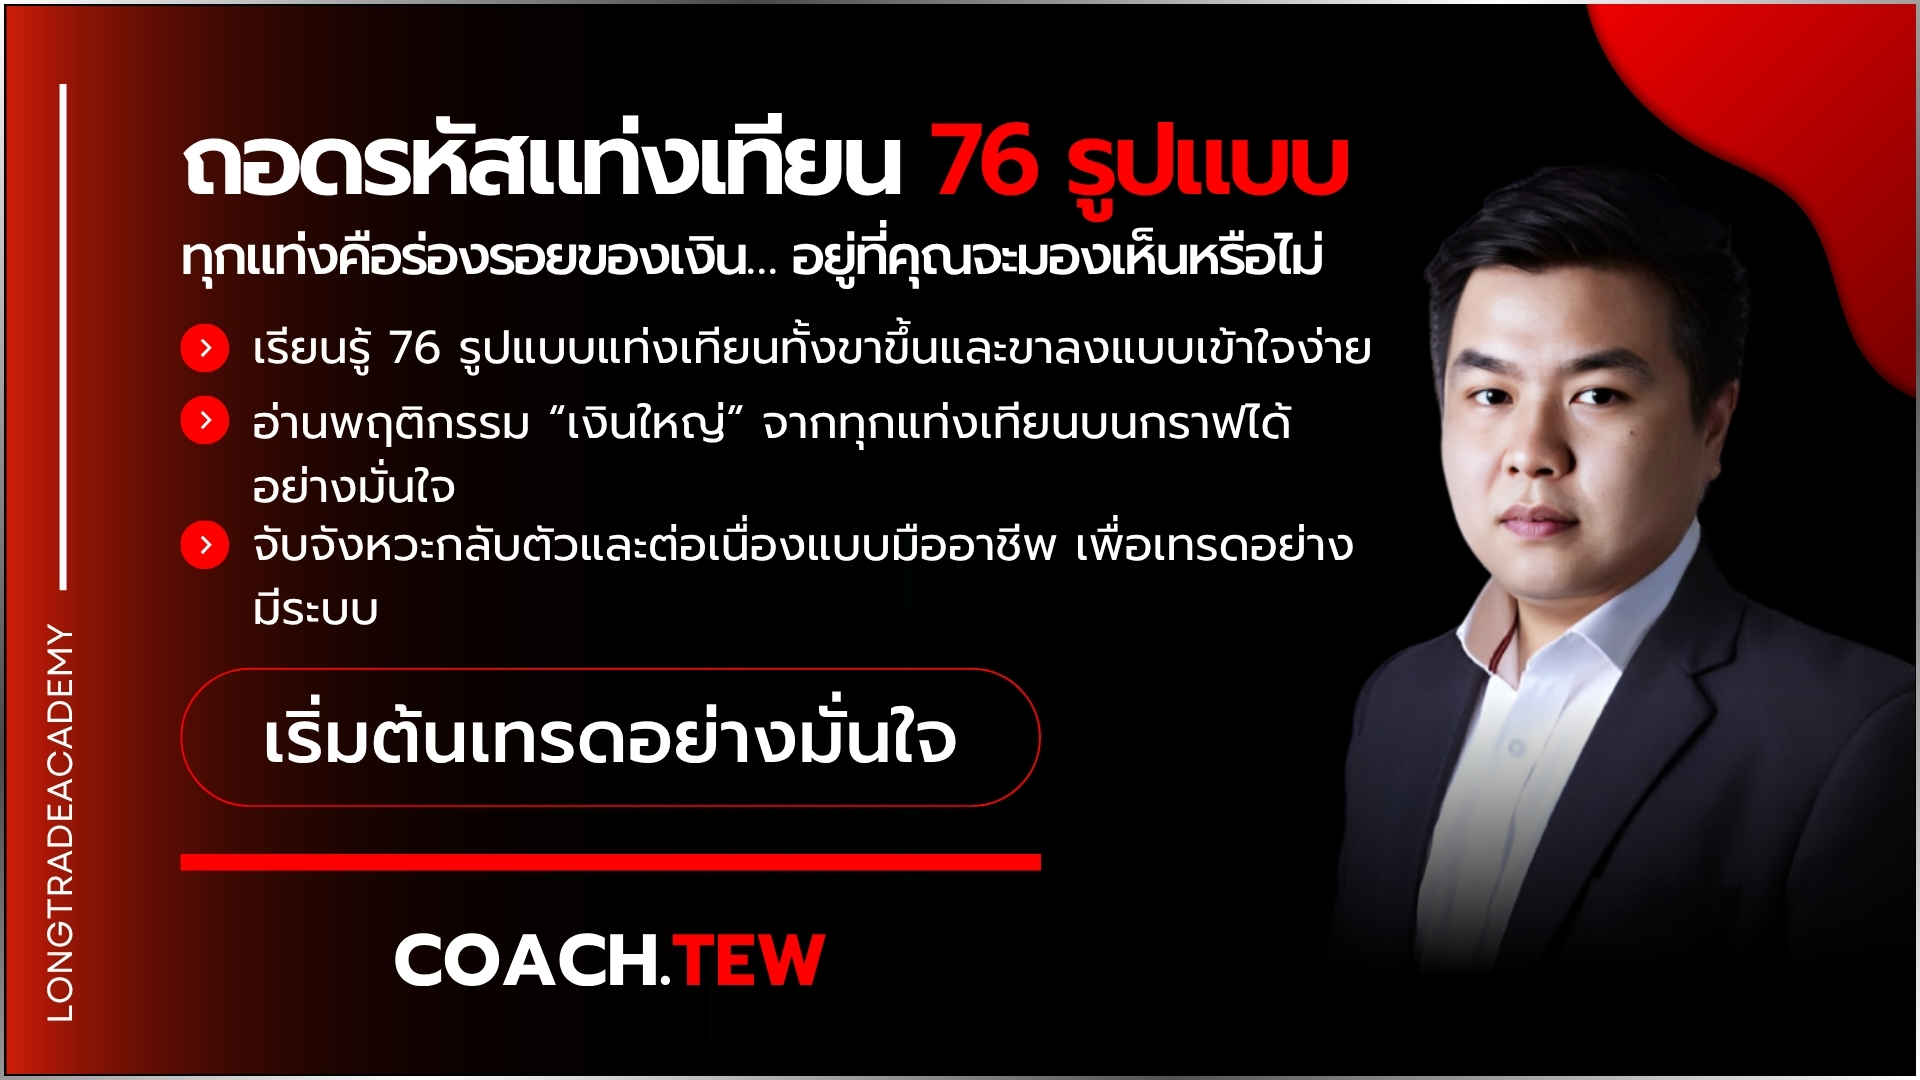 ถอดรหัสแท่งเทียน 76 รูปแบบ
ทุกแท่งคือร่องรอยของเงิน... อยู่ที่คุณจะมองเห็นหรือไม่
เรียนรู้ 76 รูปแบบแท่งเทียนทั้งขาขึ้นและขาลงแบบเข้าใจง่าย
อ่านพฤติกรรม “เงินใหญ่” จากทุกแท่งเทียนบนกราฟได้
อย่างมั่นใจ
จับจังหวะกลับตัวและต่อเนื่องแบบมืออาชีพ เพื่อเทรดอย่าง
มีระบบ
เริ่มต้นเทรดอย่างมั่นใจ
COACH.TEW
LONGTRADEACADEMY